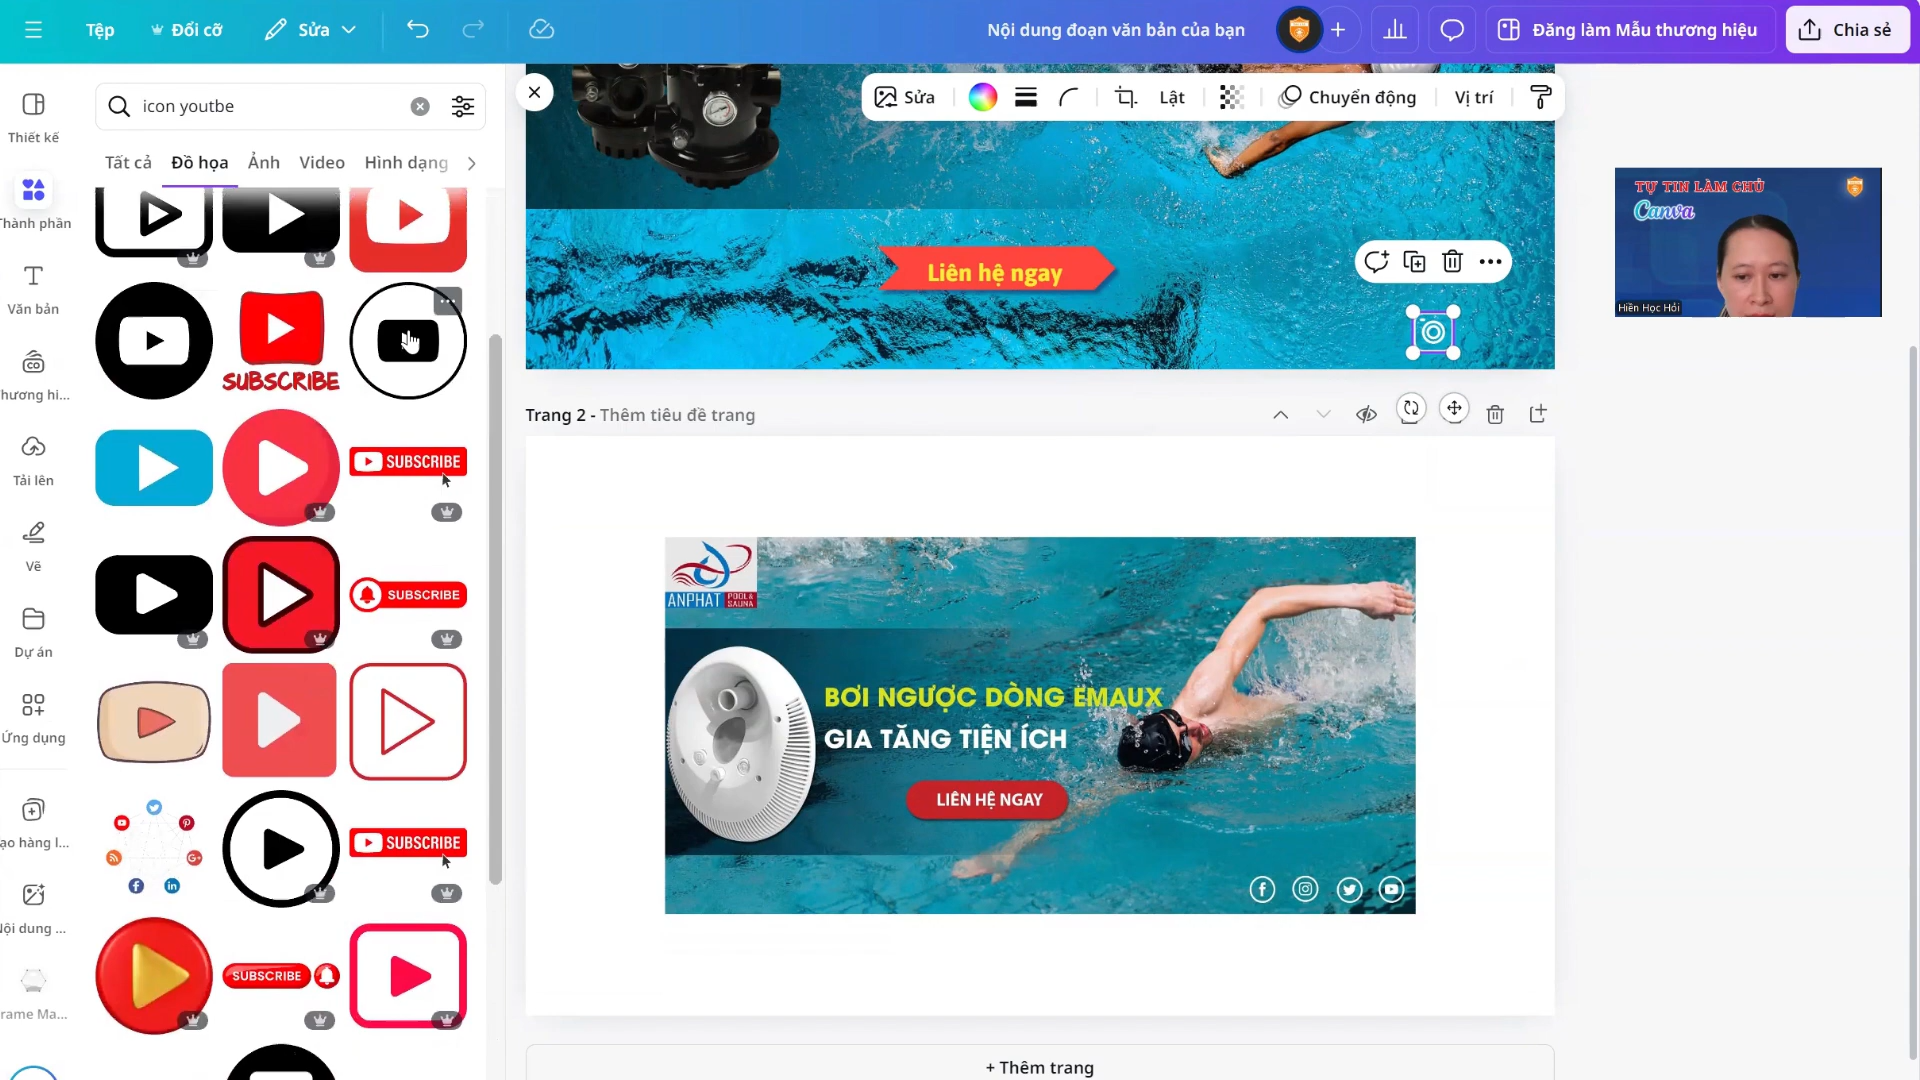 Tệp
Đổi cỡ
Sửa
Nội dung đoạn văn bản của bạn
Đăng làm Mẫu thương hiệu
Chia sẻ
icon youtbe
Tất cả
Đồ họa
Ảnh
Video
Hình dạng
Thiết kế
Thành phần
Văn bản
hương hi...
Tải lên
Vẽ
Dự án
Ứng dụng
ạo hàng l...
Nội dung ...
rame Ma...
SUBSCRIBE
SUBSCRIBE
SUBSCRIBE
SUBSCRIBE
SUBSCRIBE
Sửa
Lật
Chuyển động
Vị trí
Liên hệ ngay
Trang 2 - Thêm tiêu đề trang
ANPHAT POOL & SAUNA
BƠI NGƯỢC DÒNG EMAUX
GIA TĂNG TIỆN ÍCH
LIÊN HỆ NGAY
+ Thêm trang
TỰ TIN LÀM CHỦ
Canva
Hiền Học Hỏi